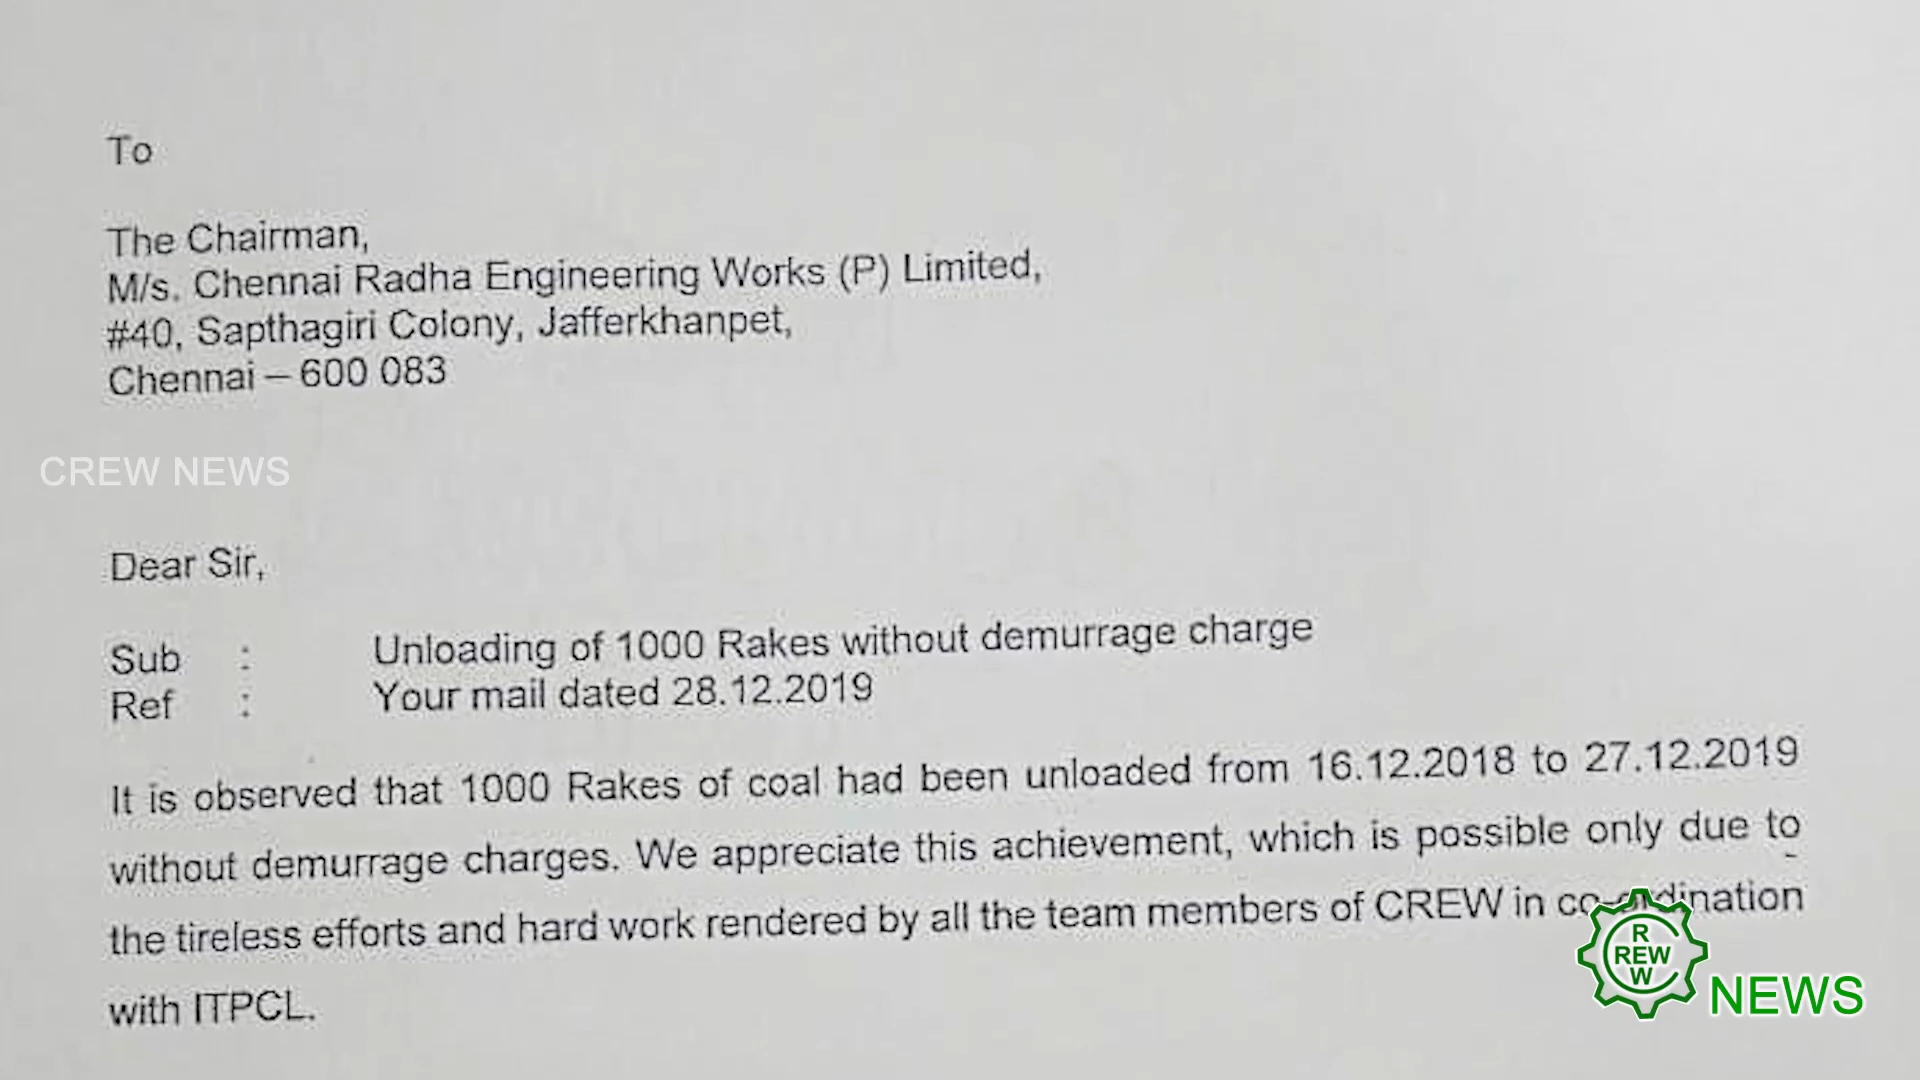 To
The Chairman,
M/s. Chennai Radha Engineering Works (P) Limited,
#40, Sapthagiri Colony, Jafferkhanpet,
Chennai – 600 083
CREW NEWS
Dear Sir,
Sub : Unloading of 1000 Rakes without demurrage charge
Ref : Your mail dated 28.12.2019
It is observed that 1000 Rakes of coal had been unloaded from 16.12.2018 to 27.12.2019
without demurrage charges. We appreciate this achievement, which is possible only due to
the tireless efforts and hard work rendered by all the team members of CREW in co-ordination
with ITPCL.
R
REW
W
NEWS